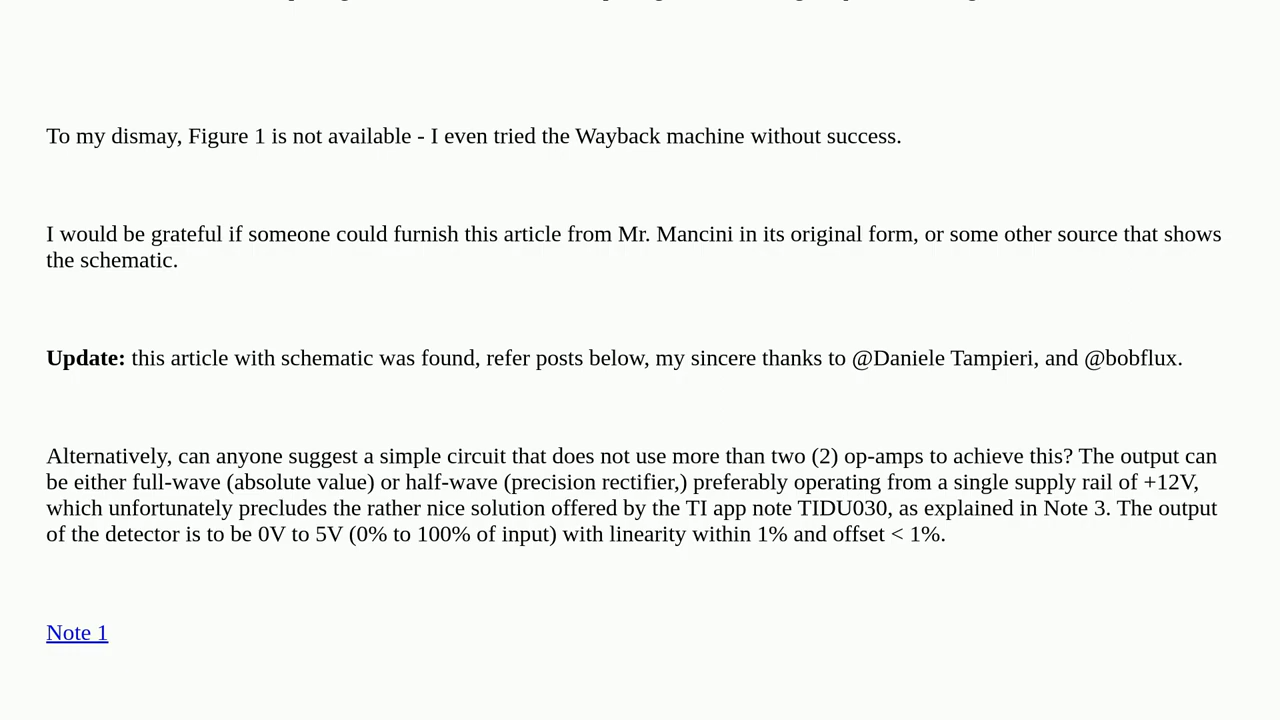 To my dismay, Figure 1 is not available - I even tried the Wayback machine without success.
I would be grateful if someone could furnish this article from Mr. Mancini in its original form, or some other source that shows
the schematic.
Update: this article with schematic was found, refer posts below, my sincere thanks to @Daniele Tampieri, and @bobflux.
Alternatively, can anyone suggest a simple circuit that does not use more than two (2) op-amps to achieve this? The output can
be either full-wave (absolute value) or half-wave (precision rectifier,) preferably operating from a single supply rail of +12V,
which unfortunately precludes the rather nice solution offered by the TI app note TIDU030, as explained in Note 3. The output
of the detector is to be 0V to 5V (0% to 100% of input) with linearity within 1% and offset < 1%.
Note 1